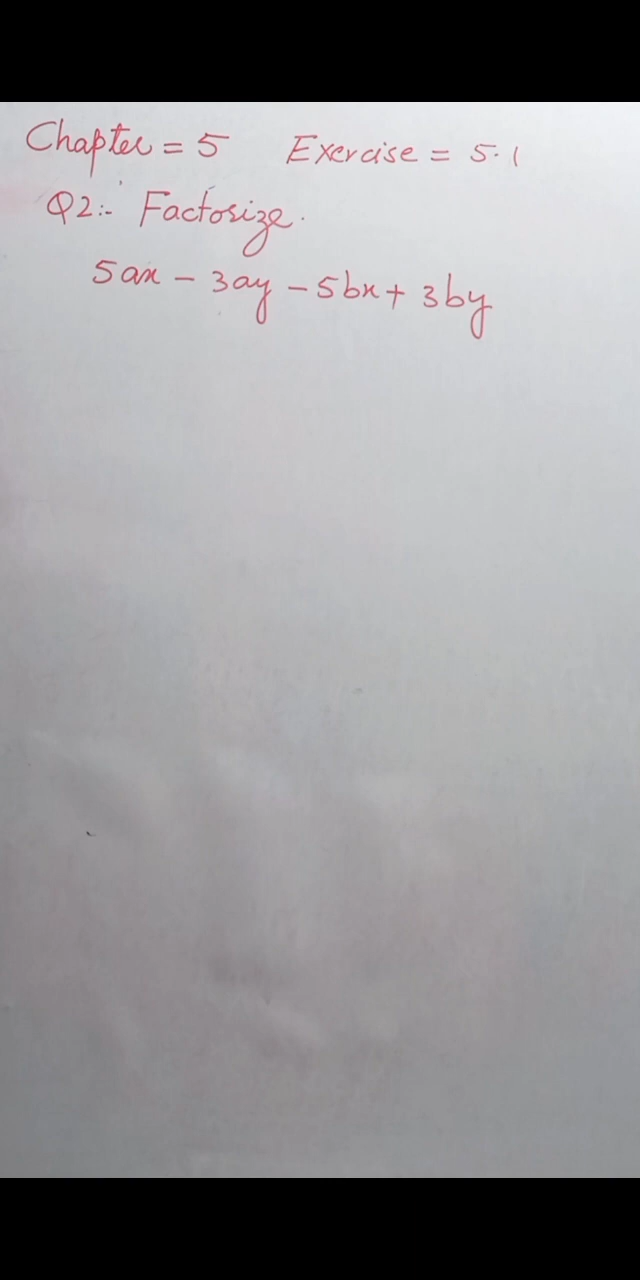 Chapter = 5 Exercise = 5.1
Q2:- Factorize.
5ax - 3ay - 5bx + 3by